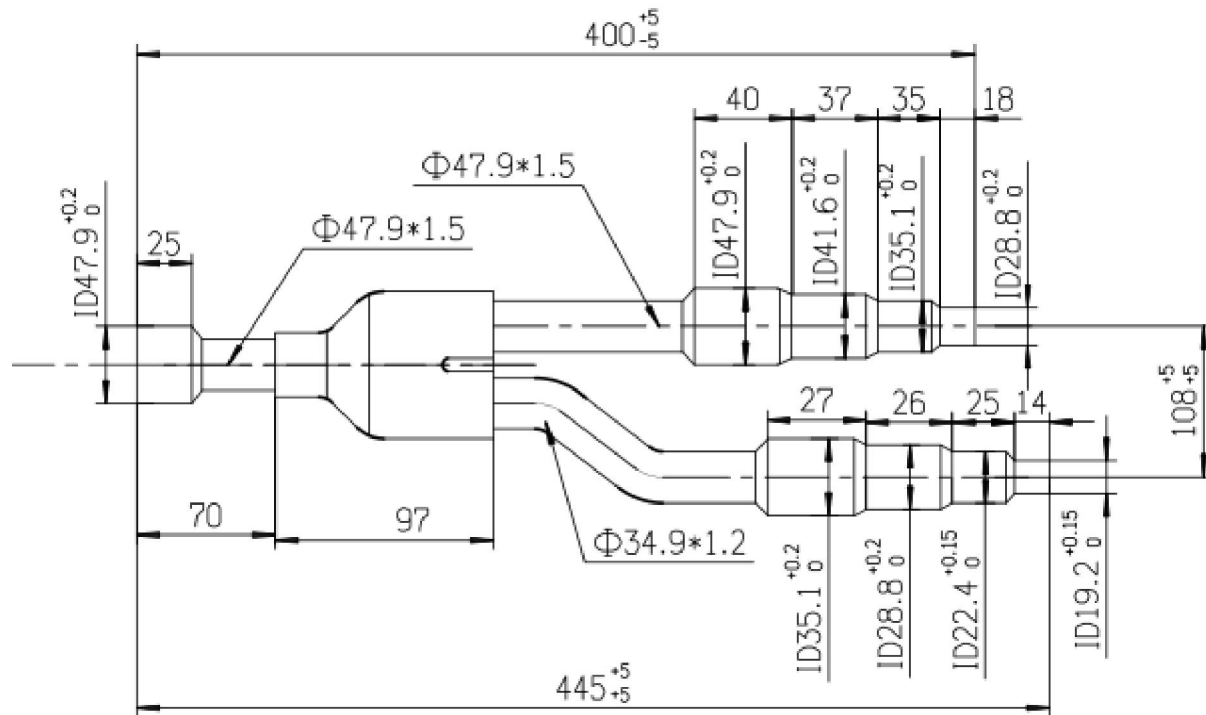 400 +5 -5
40 37 35 18
Φ47.9*1.5
ID47.9 +0.2 0
ID41.6 +0.2 0
ID35.1 +0.2 0
ID28.8 +0.2 0
ID47.9 +0.2 0
25
Φ47.9*1.5
108 +5 +5
27 26 25 14
70
97
Φ34.9*1.2
ID35.1 +0.2 0
ID28.8 +0.2 0
ID22.4 +0.15 0
ID19.2 +0.15 0
445 +5 +5